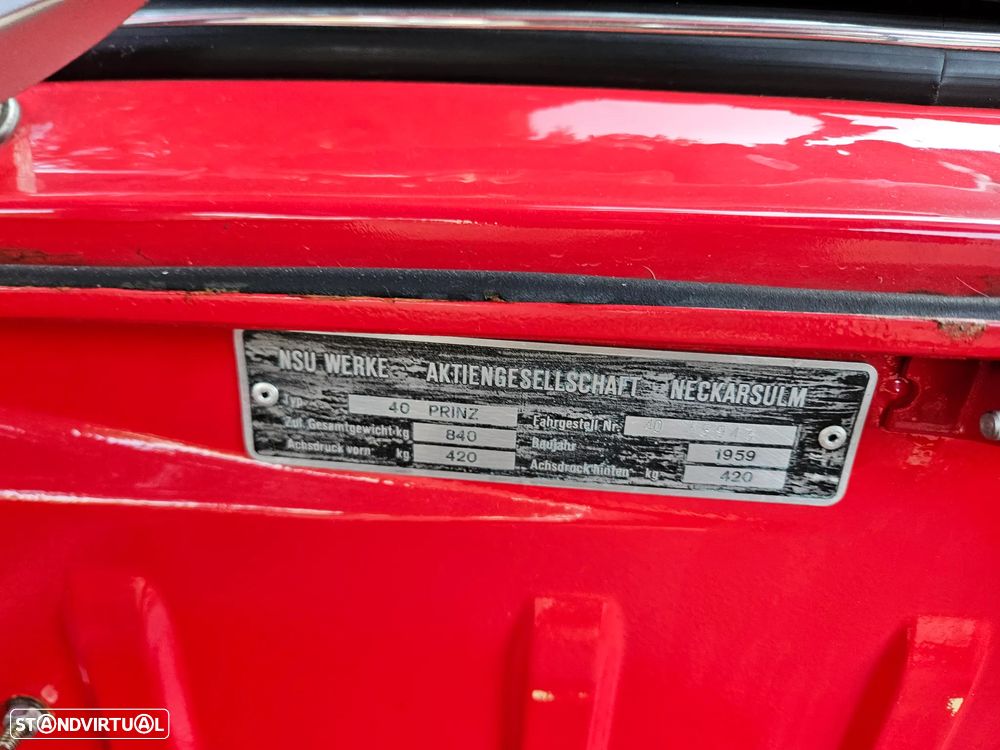 NSU WERKE AKTIENGESELLSCHAFT NECKARSULM
Typ 40 PRINZ Fahrgestell Nr. 40
Zul. Gesamtgewicht kg 840 Baujahr 1959
Achsdruck vorn kg 420 Achsdruck hinten kg 420
STANDVIRTUAL